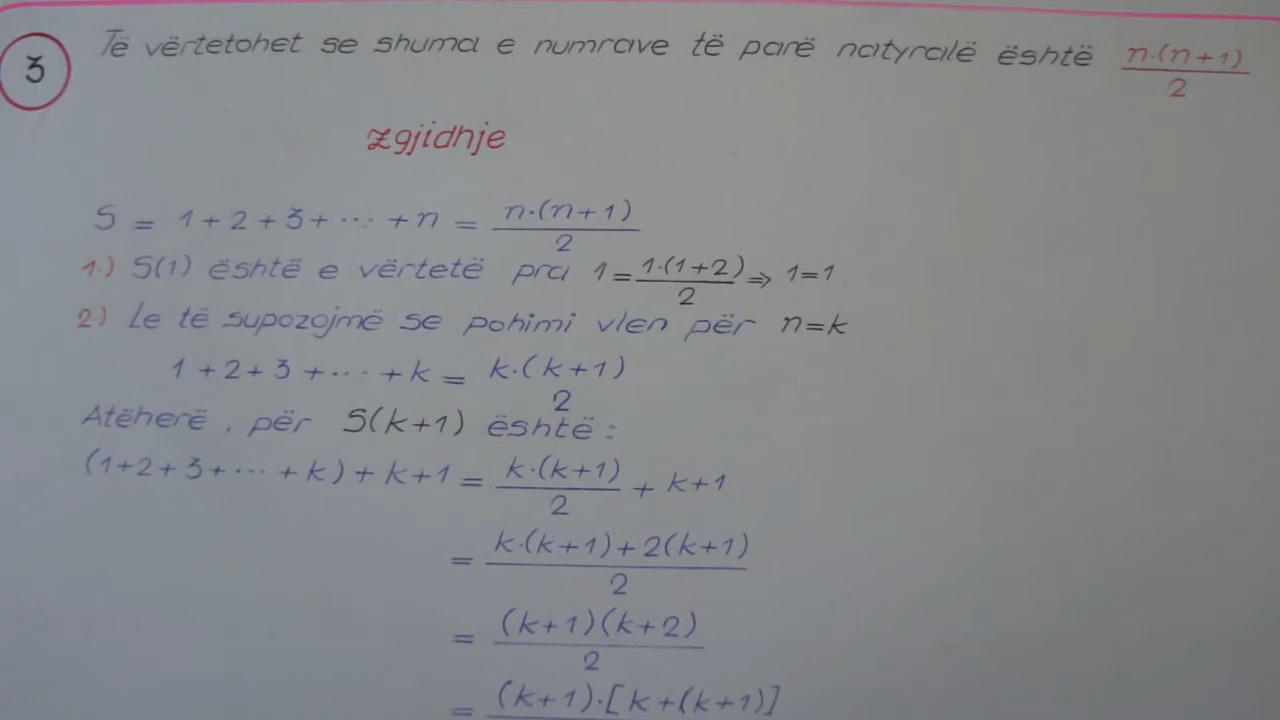 3 Të vërtetohet se shuma e numrave të parë natyralë është n·(n+1)/2
zgjidhje
S = 1+2+3+···+n = n·(n+1)/2
1.) S(1) është e vërtetë pra 1=1·(1+2)/2 ⇒ 1=1
2.) Le të supozojmë se pohimi vlen për n=k
1+2+3+···+k = k·(k+1)/2
Atëherë, për S(k+1) është:
(1+2+3+···+k)+k+1 = k·(k+1)/2 + k+1
= k·(k+1)+2(k+1)/2
= (k+1)(k+2)/2
= (k+1)·[k+(k+1)]